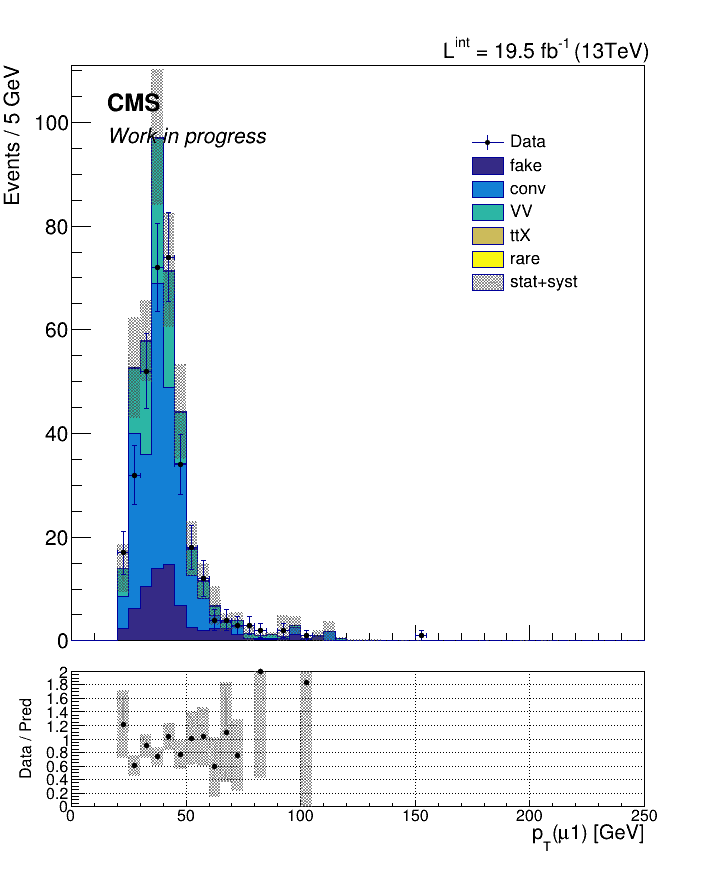 L^int = 19.5 fb^-1 (13TeV)
Events / 5 GeV
CMS
Work in progress
Data
fake
conv
VV
ttX
rare
stat+syst
100
80
60
40
20
0
Data / Pred
2
1.8
1.6
1.4
1.2
1
0.8
0.6
0.4
0.2
0
0 50 100 150 200 250
p_T(μ1) [GeV]